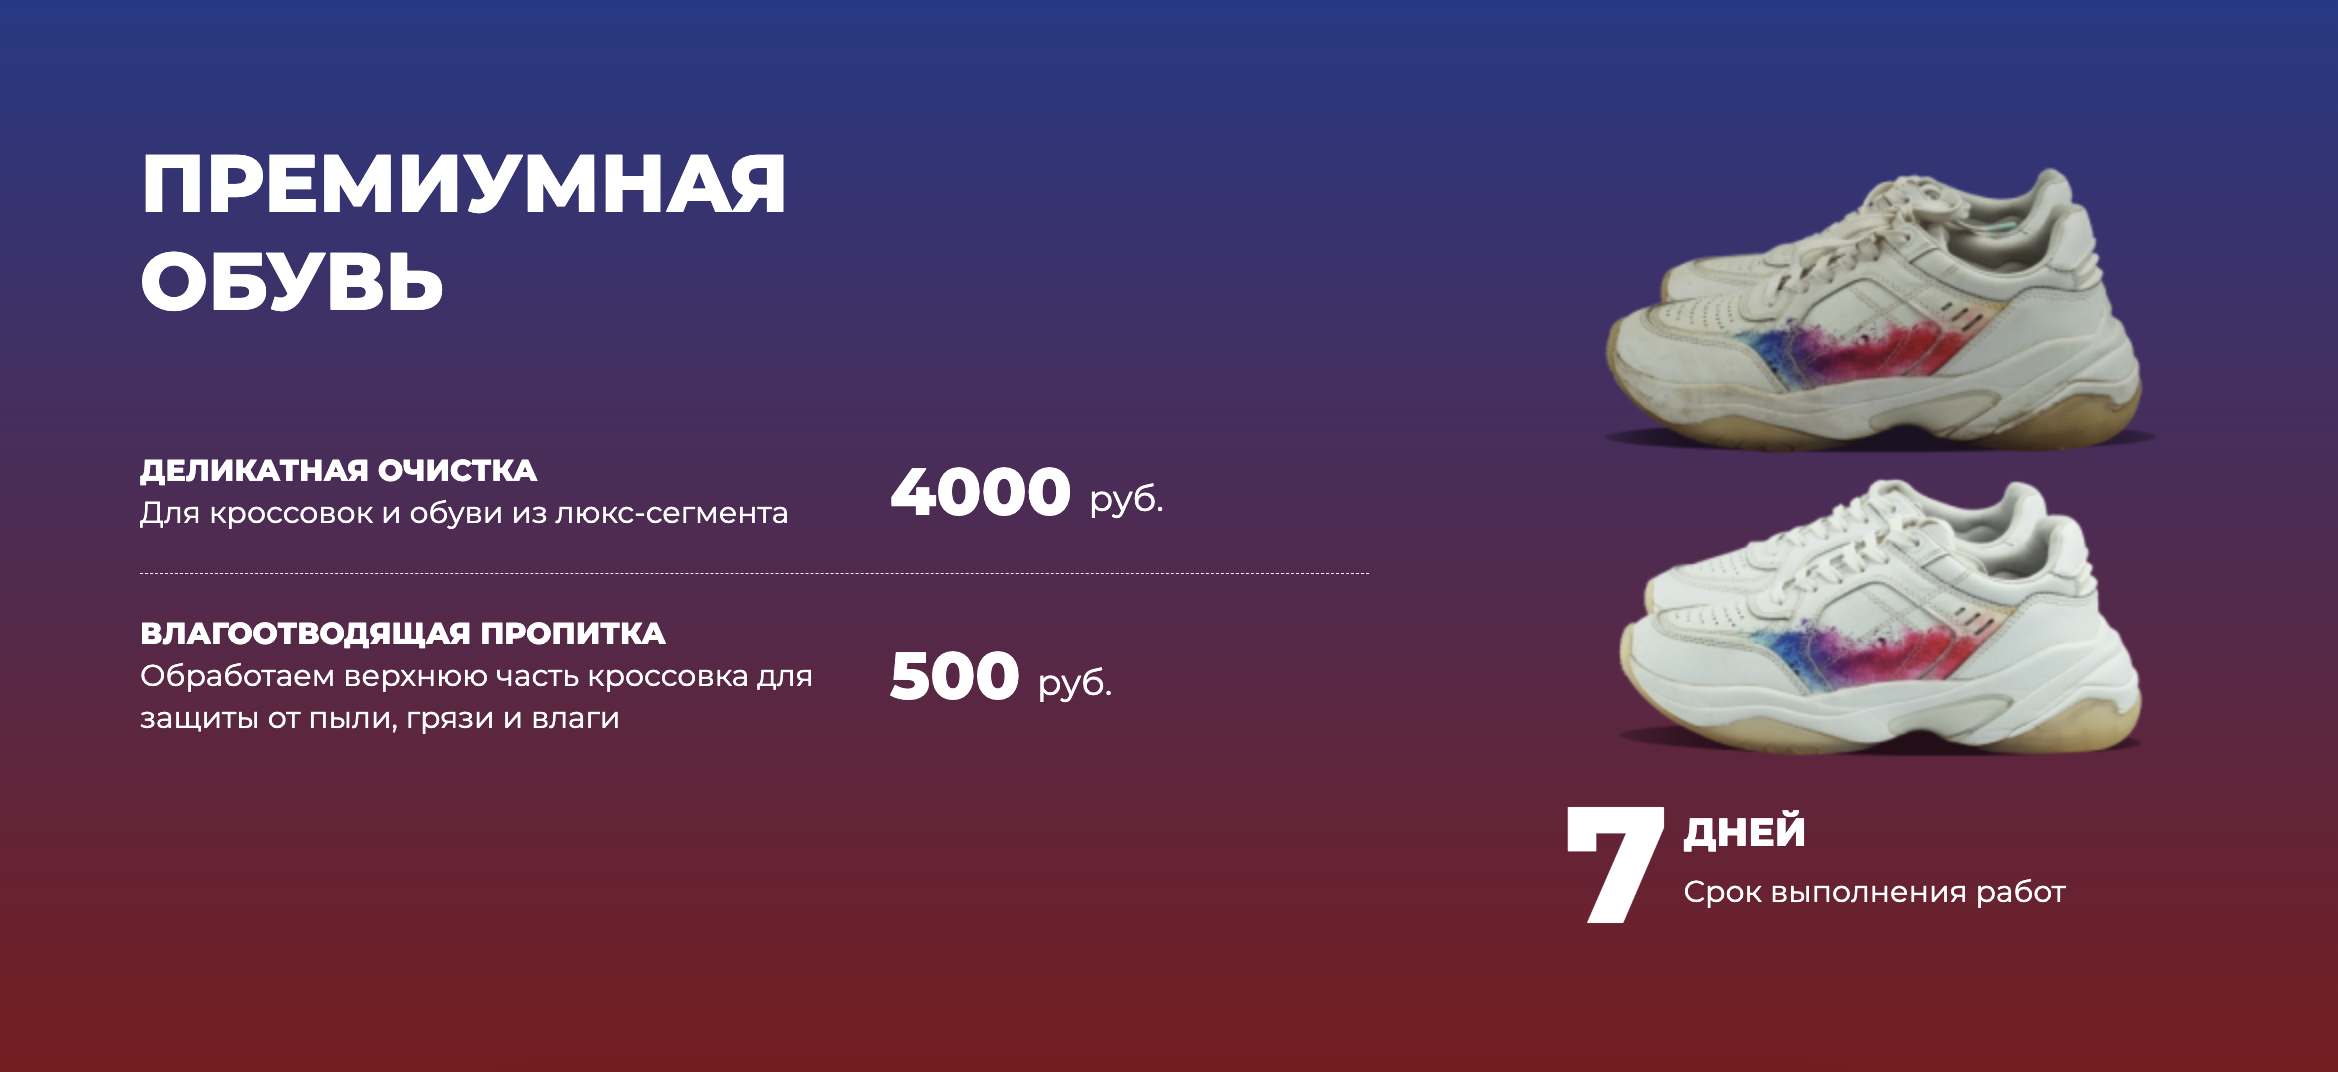 ПРЕМИУМНАЯ
ОБУВЬ
ДЕЛИКАТНАЯ ОЧИСТКА
Для кроссовок и обуви из люкс-сегмента
4000 руб.
ВЛАГООТВОДЯЩАЯ ПРОПИТКА
Обработаем верхнюю часть кроссовка для
защиты от пыли, грязи и влаги
500 руб.
7 ДНЕЙ
Срок выполнения работ